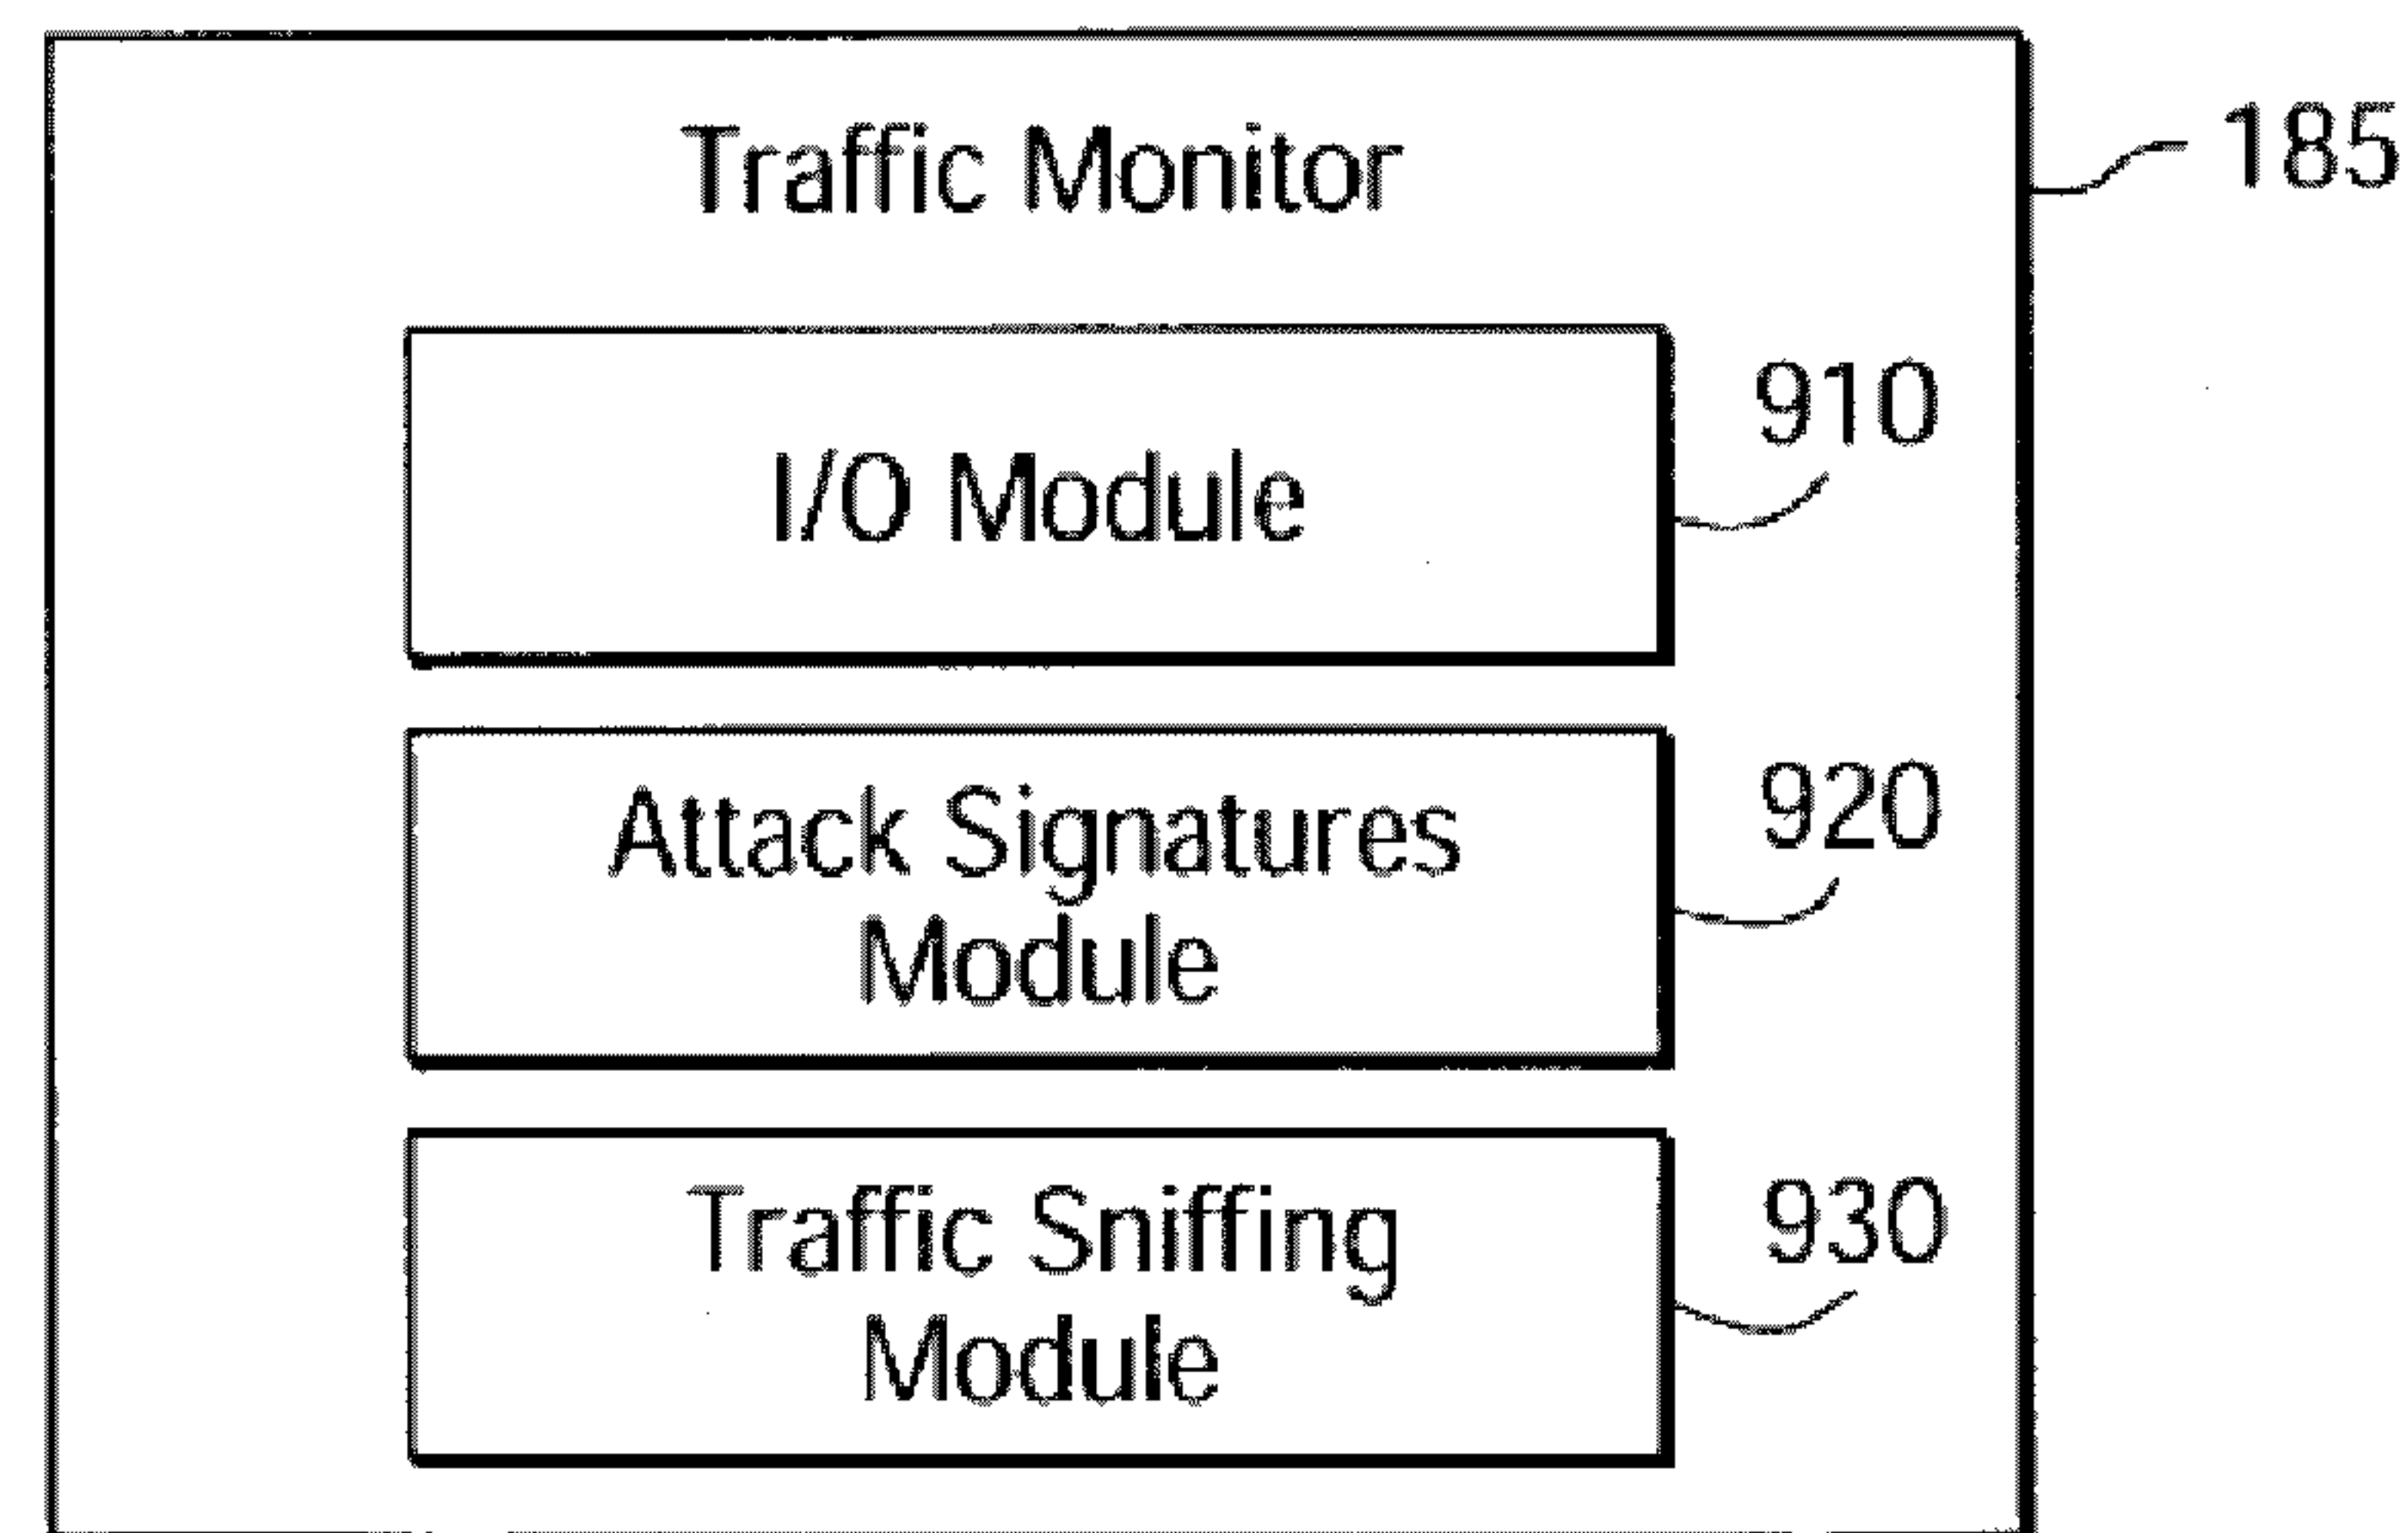 Traffic Monitor
185
I/O Module
910
Attack Signatures
Module
920
Traffic Sniffing
Module
930